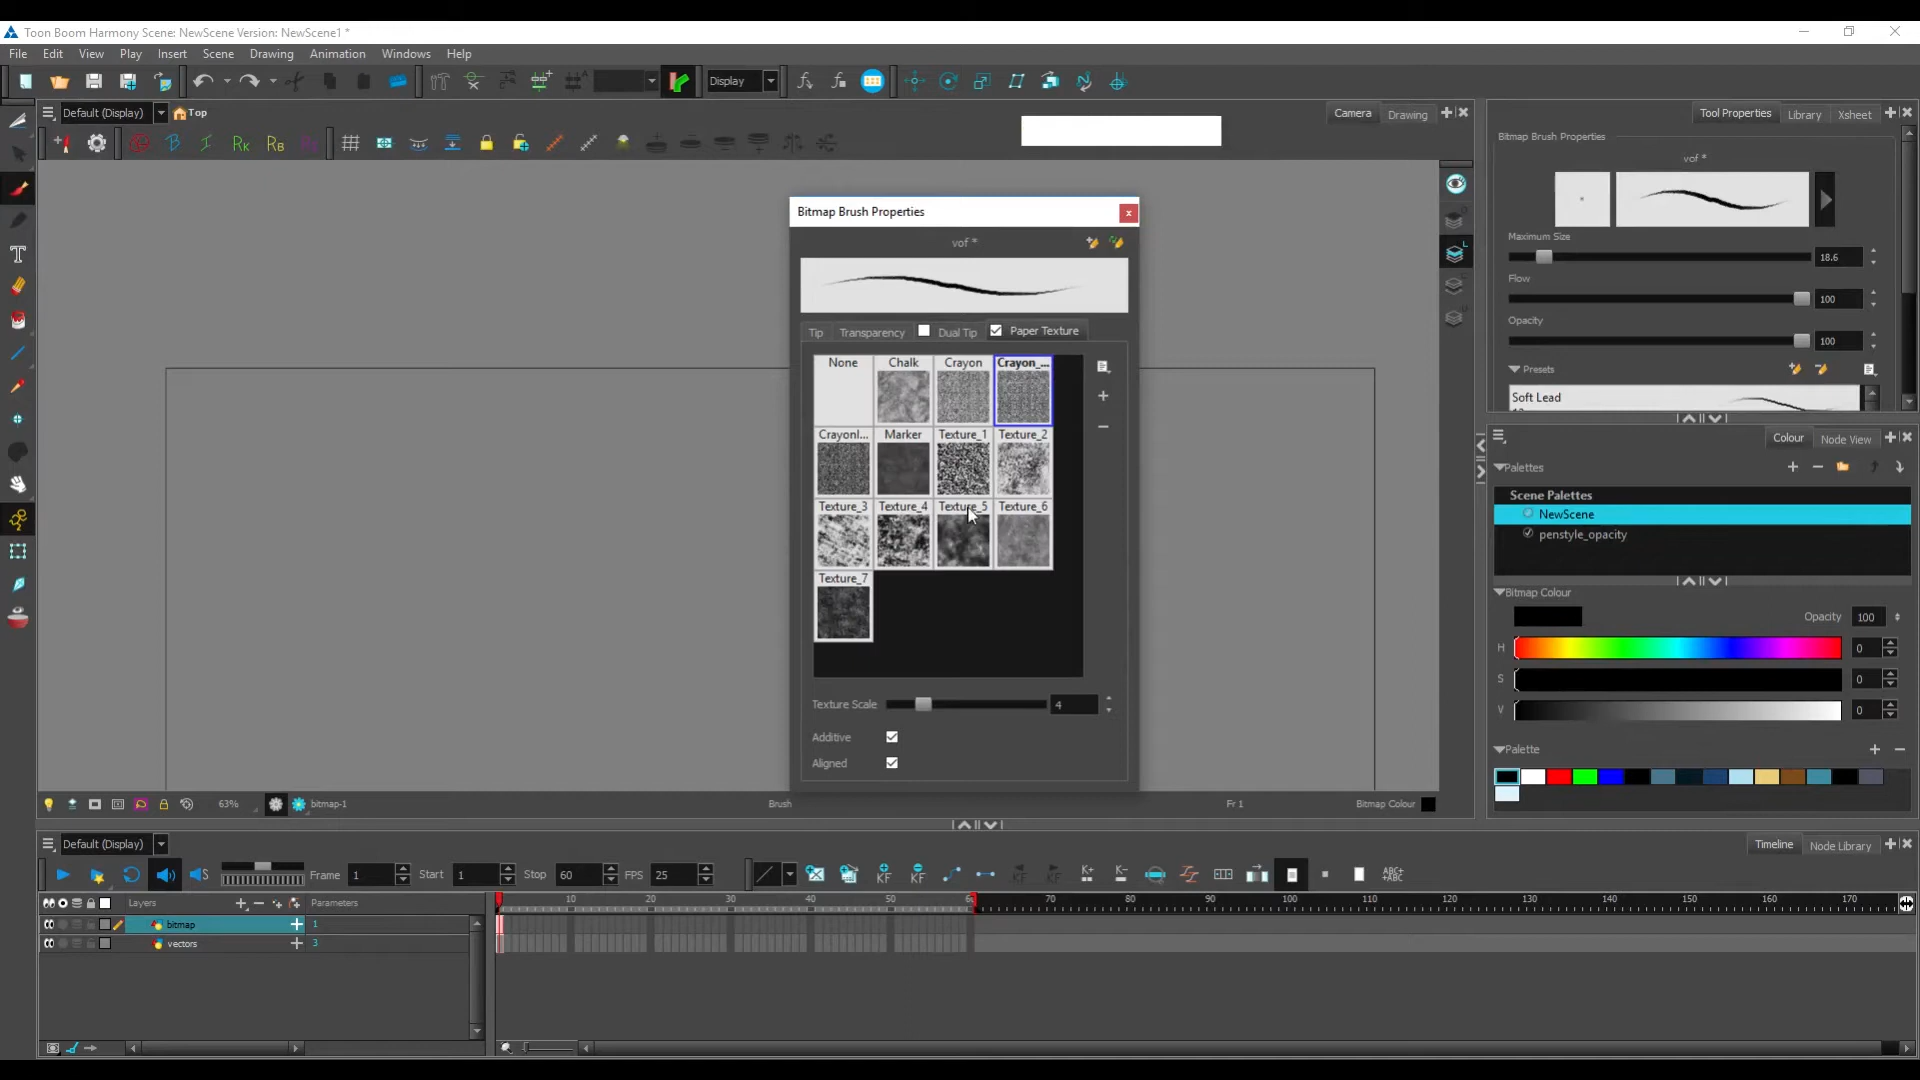 Toon Boom Harmony Scene: NewScene Version: NewScene1 *
File Edit View Play Insert Scene Drawing Animation Windows Help
Display
Default (Display) Top
Camera Drawing
Tool Properties Library Xsheet
Bitmap Brush Properties
vof *
Maximum Size
18.6
Flow
100
Opacity
100
Presets
Soft Lead
Bitmap Brush Properties
vof *
Tip Transparency Dual Tip Paper Texture
None Chalk Crayon Crayon_...
Crayonl... Marker Texture_1 Texture_2
Texture_3 Texture_4 Texture_5 Texture_6
Texture_7
Texture Scale 4
Additive
Aligned
Colour Node View
Palettes
Scene Palettes
NewScene
penstyle_opacity
Bitmap Colour
Opacity 100
H 0
S 0
V 0
Palette
63% bitmap-1 Brush Fr 1 Bitmap Colour
Default (Display)
Timeline Node Library
Frame 1 Start 1 Stop 60 FPS 25
Layers Parameters
10 20 30 40 50 70 80 90 100 110 120 130 140 150 160 170
bitmap 1
vectors 3